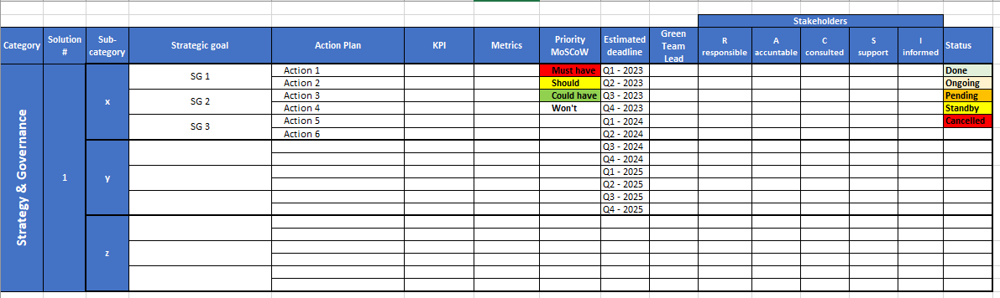 Stakeholders
Category Solution # Sub-category Strategic goal Action Plan KPI Metrics Priority MoSCoW Estimated deadline Green Team Lead R responsible A accuntable C consulted S support I informed Status
Strategy & Governance
1
x
SG 1
Action 1 Must have Q1 - 2023 Done
Action 2 Should Q2 - 2023 Ongoing
SG 2
Action 3 Could have Q3 - 2023 Pending
Action 4 Won't Q4 - 2023 Standby
SG 3
Action 5 Q1 - 2024 Cancelled
Action 6 Q2 - 2024
y
Q3 - 2024
Q4 - 2024
Q1 - 2025
Q2 - 2025
Q3 - 2025
Q4 - 2025
z